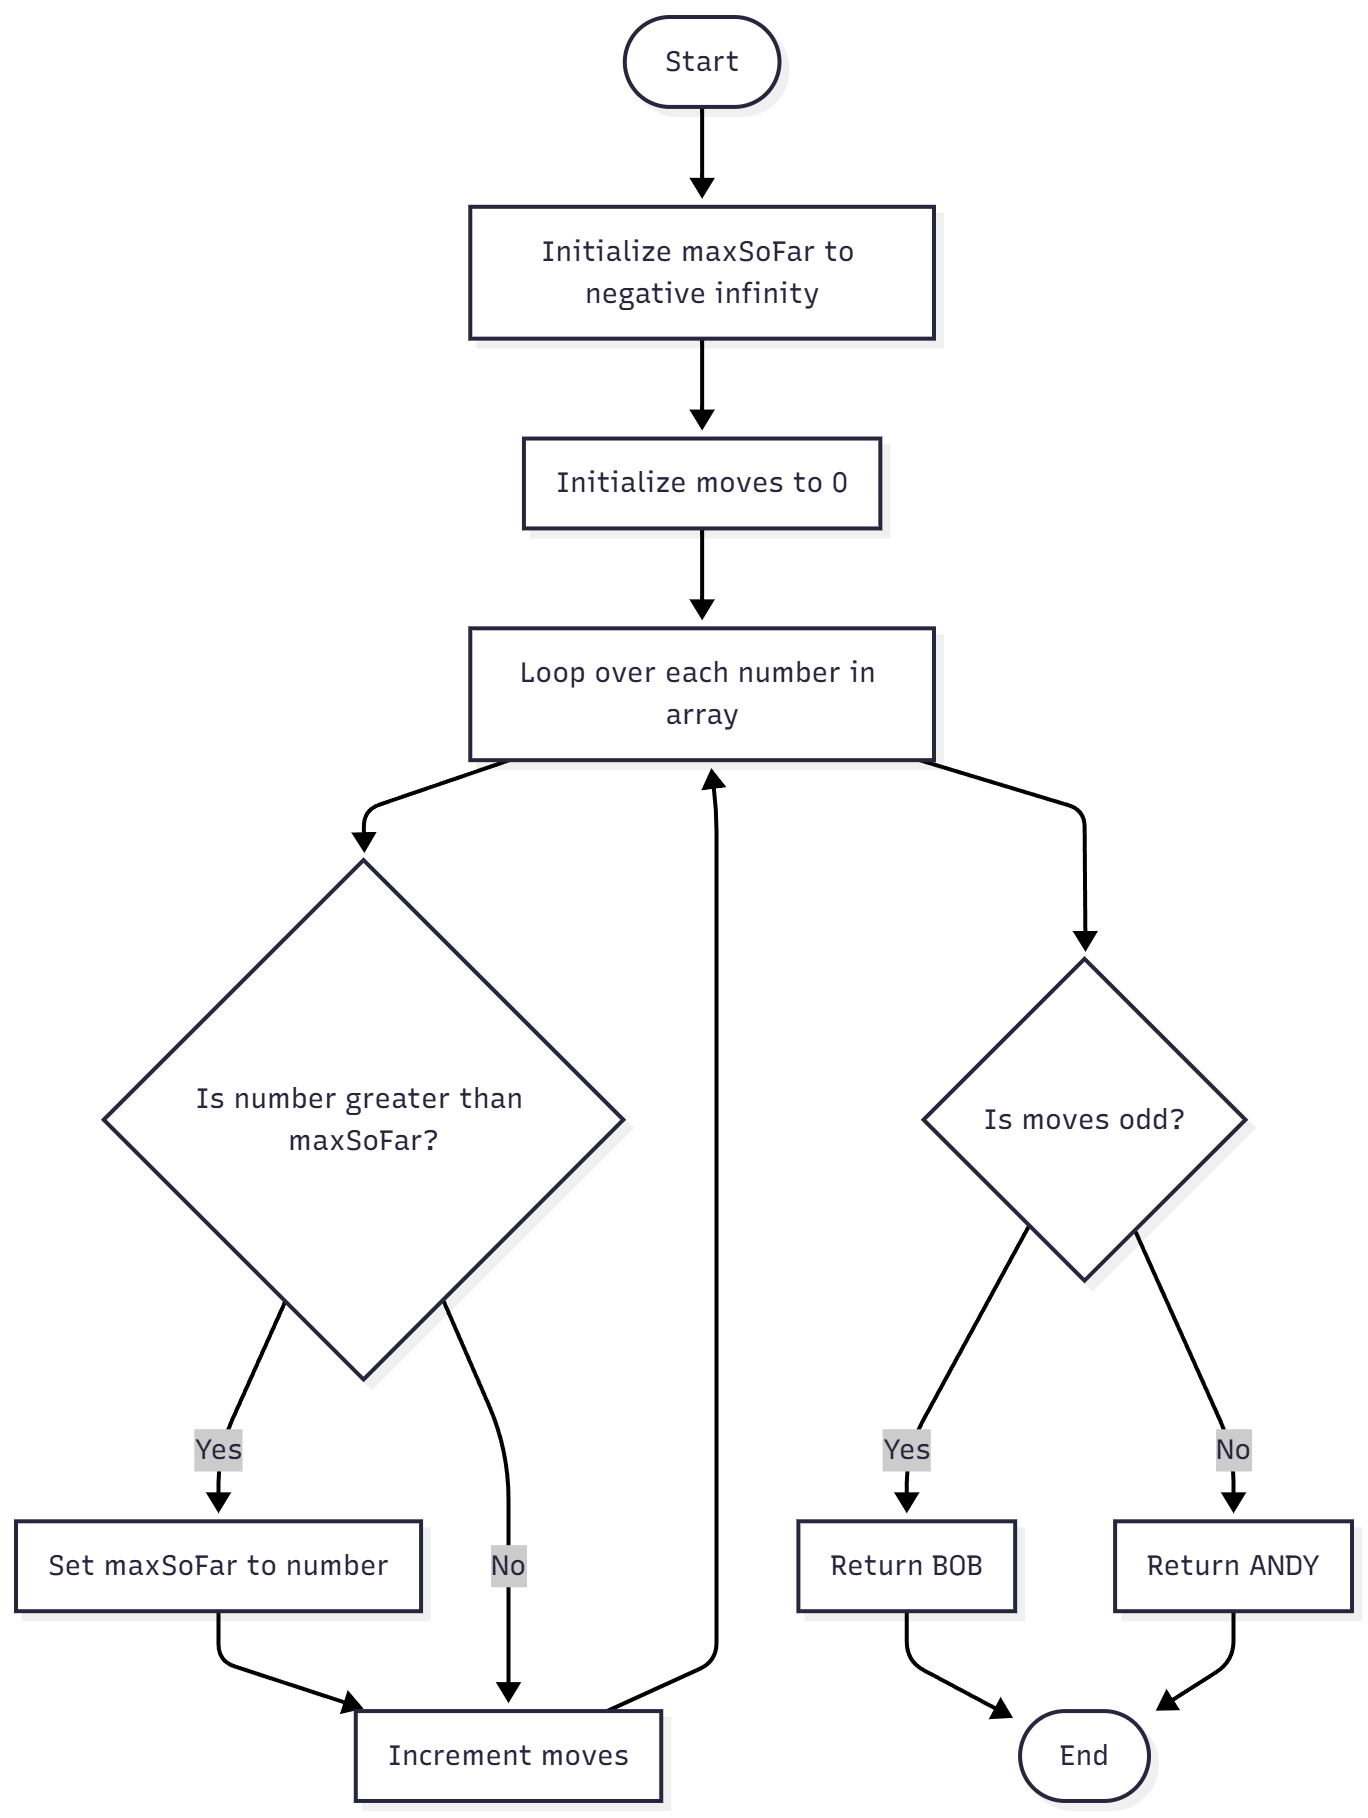 Start
Initialize maxSoFar to
negative infinity
Initialize moves to 0
Loop over each number in
array
Is number greater than
maxSoFar?
Is moves odd?
Yes
No
Yes
No
Set maxSoFar to number
Return BOB
Return ANDY
Increment moves
End